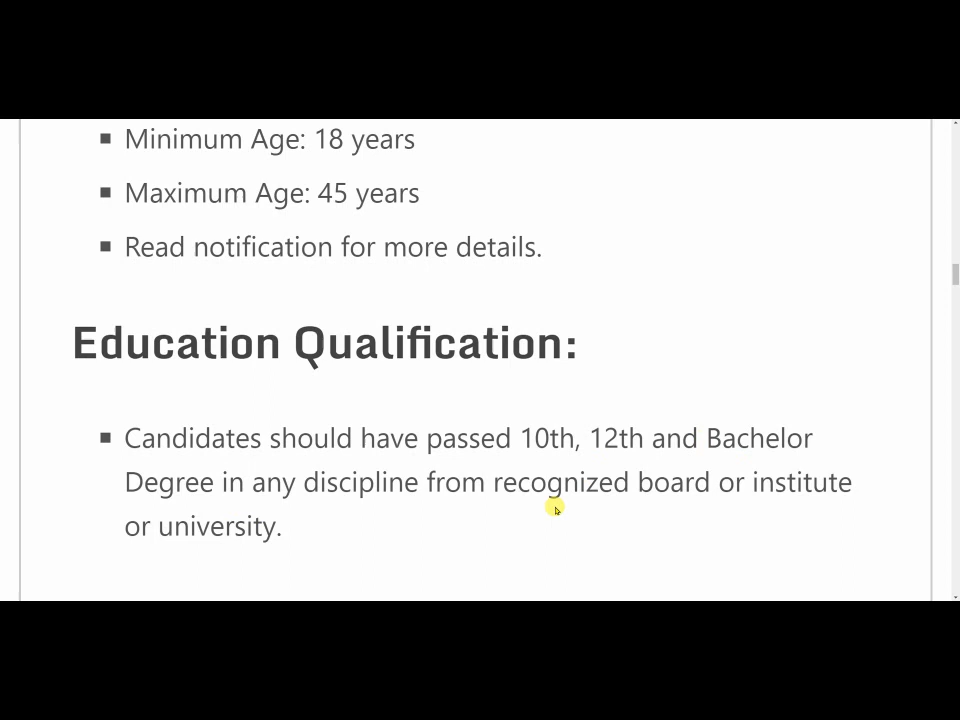 Minimum Age: 18 years
Maximum Age: 45 years
Read notification for more details.
Education Qualification:
Candidates should have passed 10th, 12th and Bachelor
Degree in any discipline from recognized board or institute
or university.